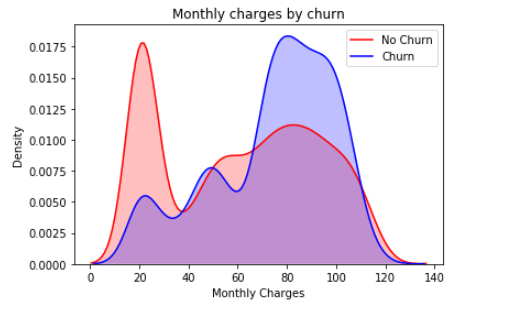 Monthly charges by churn
No Churn
Churn
Density
0.0175
0.0150
0.0125
0.0100
0.0075
0.0050
0.0025
0.0000
0 20 40 60 80 100 120 140
Monthly Charges